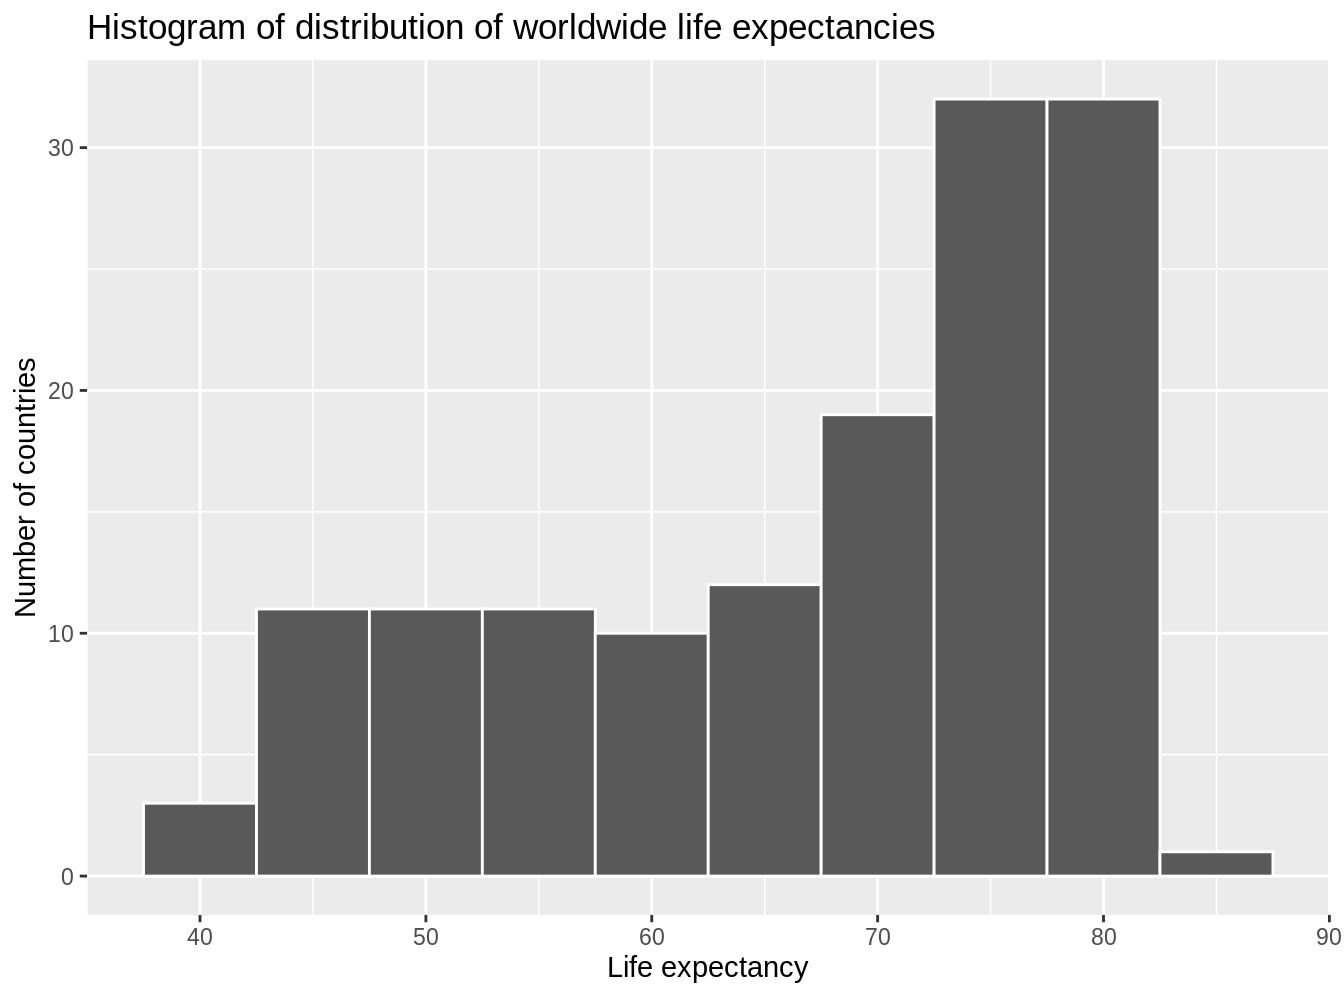 Histogram of distribution of worldwide life expectancies
Number of countries
30
20
10
0
40 50 60 70 80 90
Life expectancy